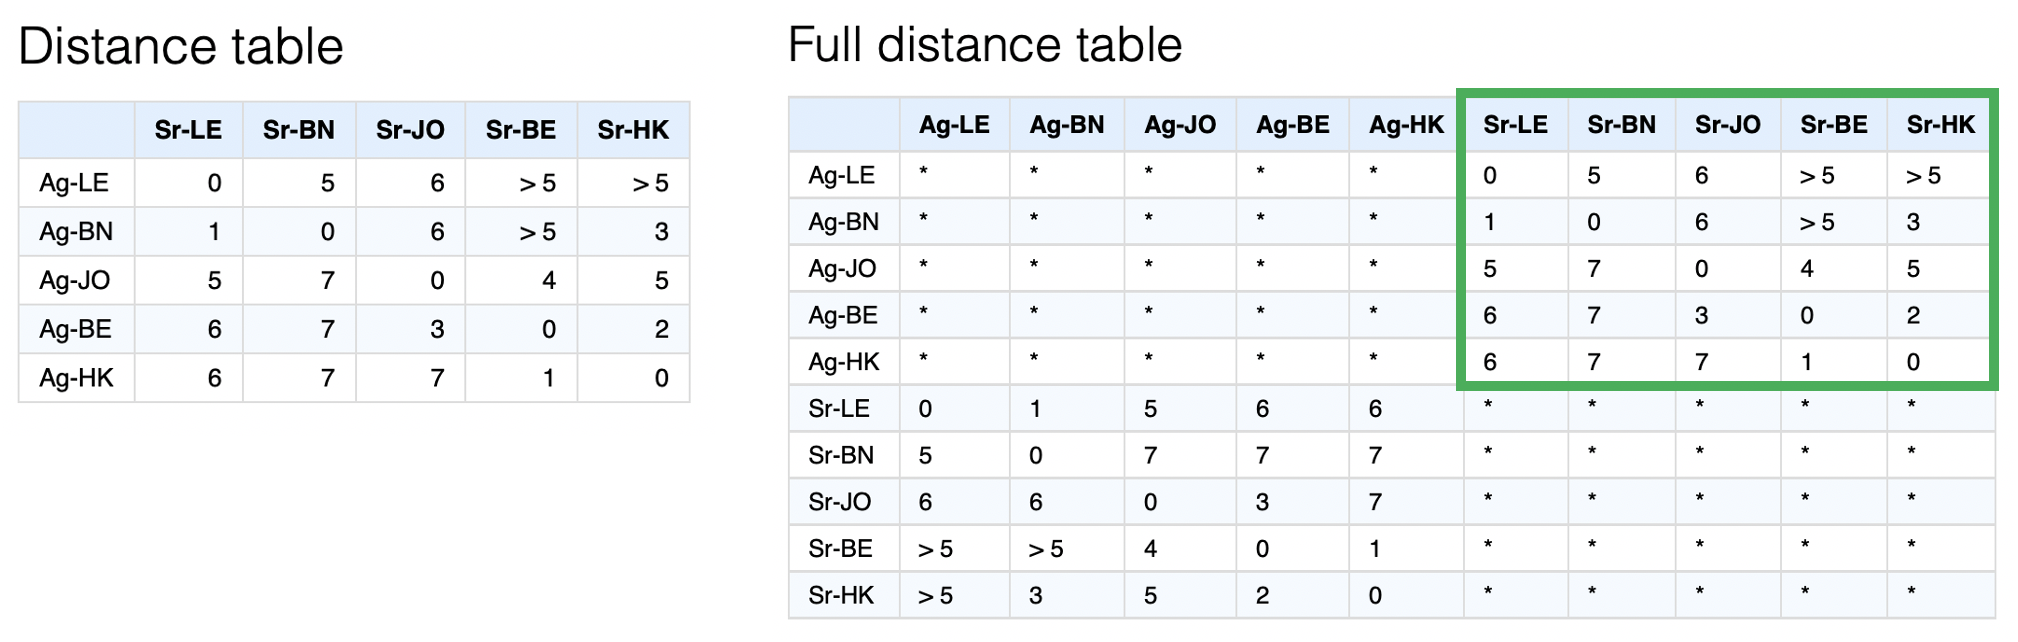 Distance table
Sr-LE Sr-BN Sr-JO Sr-BE Sr-HK
Ag-LE 0 5 6 > 5 > 5
Ag-BN 1 0 6 > 5 3
Ag-JO 5 7 0 4 5
Ag-BE 6 7 3 0 2
Ag-HK 6 7 7 1 0
Full distance table
Ag-LE Ag-BN Ag-JO Ag-BE Ag-HK Sr-LE Sr-BN Sr-JO Sr-BE Sr-HK
Ag-LE * * * * * 0 5 6 > 5 > 5
Ag-BN * * * * * 1 0 6 > 5 3
Ag-JO * * * * * 5 7 0 4 5
Ag-BE * * * * * 6 7 3 0 2
Ag-HK * * * * * 6 7 7 1 0
Sr-LE 0 1 5 6 6 * * * * *
Sr-BN 5 0 7 7 7 * * * * *
Sr-JO 6 6 0 3 7 * * * * *
Sr-BE > 5 > 5 4 0 1 * * * * *
Sr-HK > 5 3 5 2 0 * * * * *